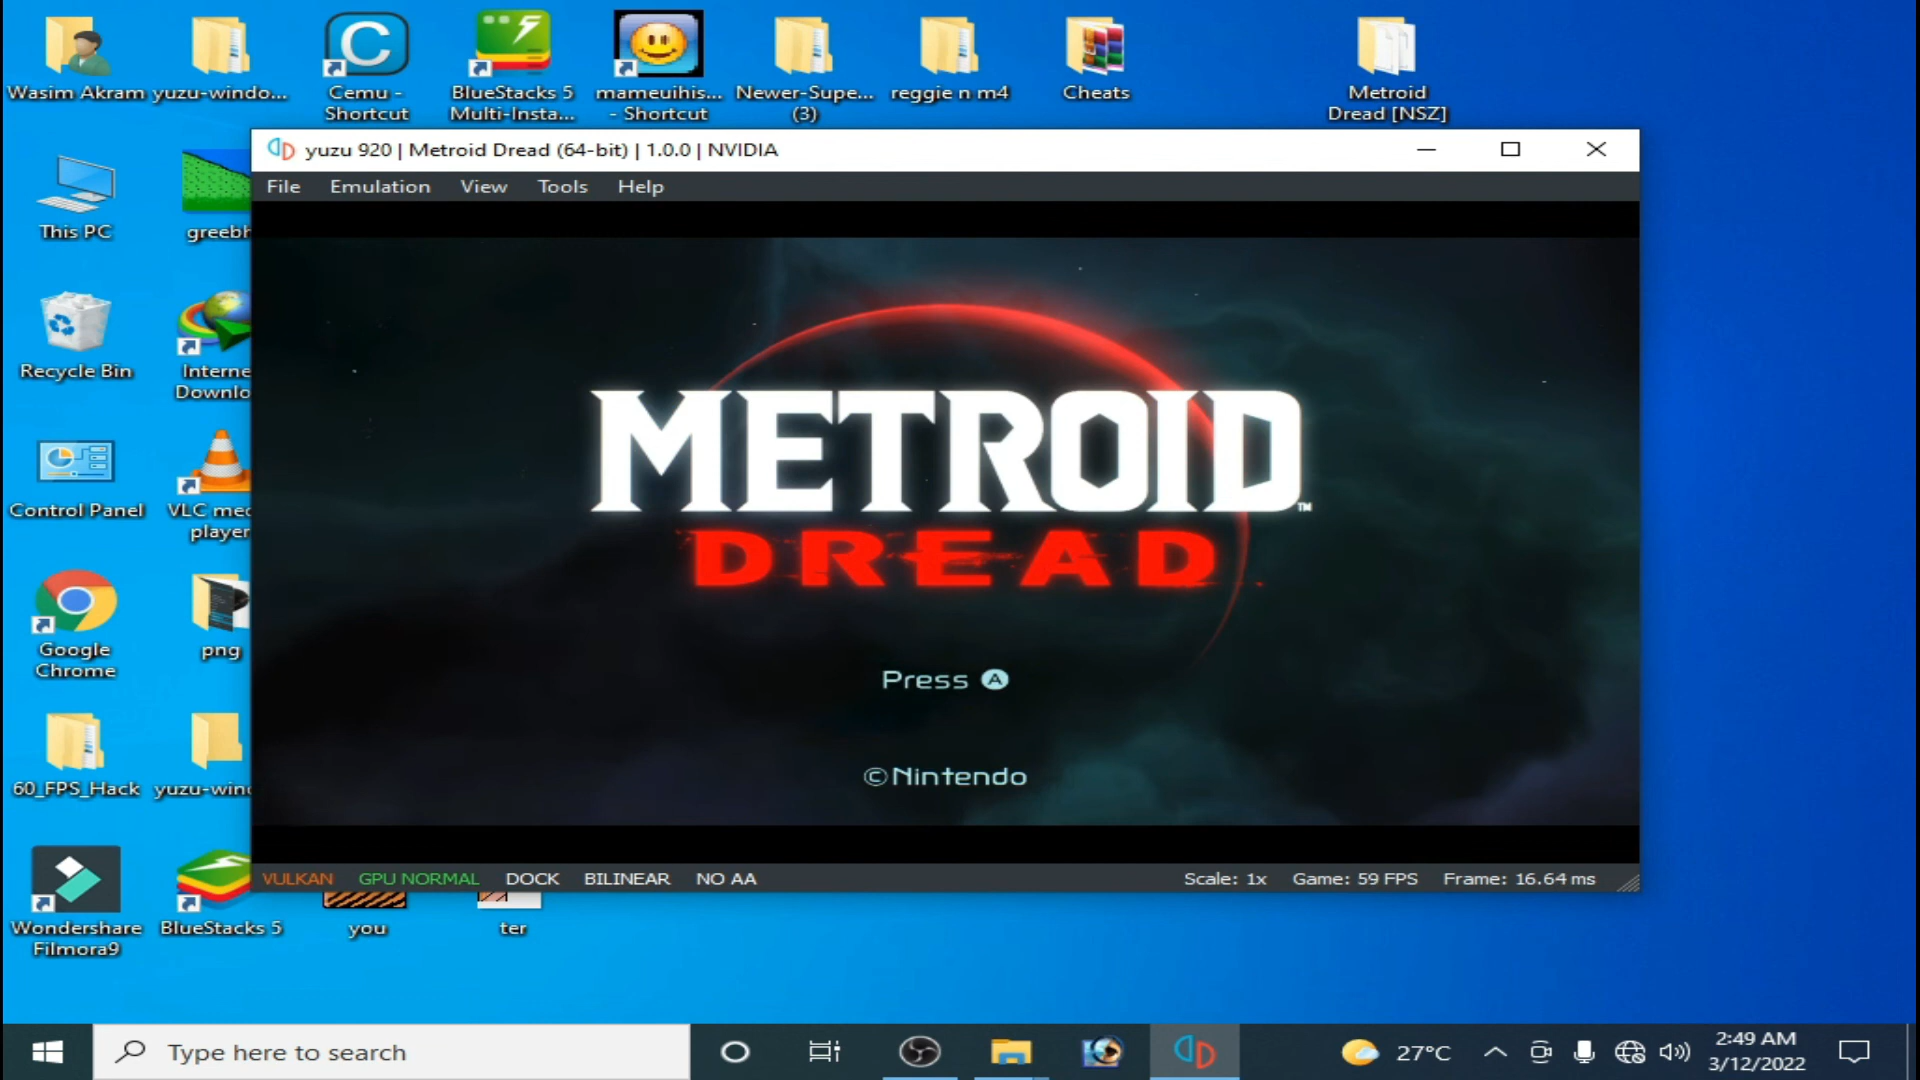 Wasim Akram
yuzu-windo...
Cemu -
Shortcut
BlueStacks 5
Multi-Insta...
mameuihis...
- Shortcut
Newer-Supe...
(3)
reggie n m4
Cheats
Metroid
Dread [NSZ]
yuzu 920 | Metroid Dread (64-bit) | 1.0.0 | NVIDIA
File Emulation View Tools Help
This PC
greebh
Recycle Bin
Interne
Downlo
Control Panel
VLC med
player
Google
Chrome
png
60_FPS_Hack
yuzu-wind
METROID™
DREAD
Press A
©Nintendo
VULKAN GPU NORMAL DOCK BILINEAR NO AA
Scale: 1x Game: 59 FPS Frame: 16.64 ms
Wondershare
Filmora9
BlueStacks 5
you
ter
Type here to search
27°C
2:49 AM
3/12/2022